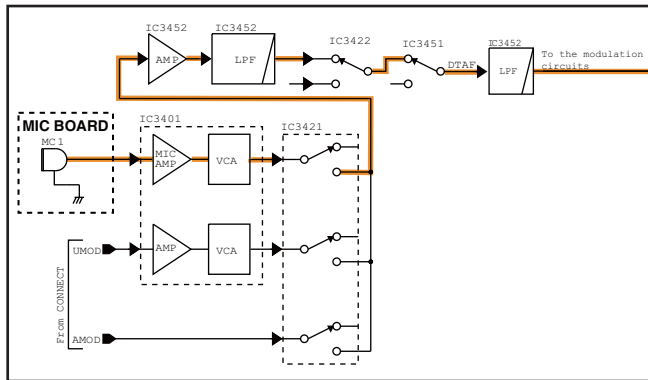 IC3452
IC3452
IC3422
IC3451
IC3452
AMP
LPF
DTAF
LPF
To the modulation
circuits
MIC BOARD
MC1
IC3401
MIC
AMP
VCA
IC3421
From CONNECT
UMOD
AMP
VCA
AMOD